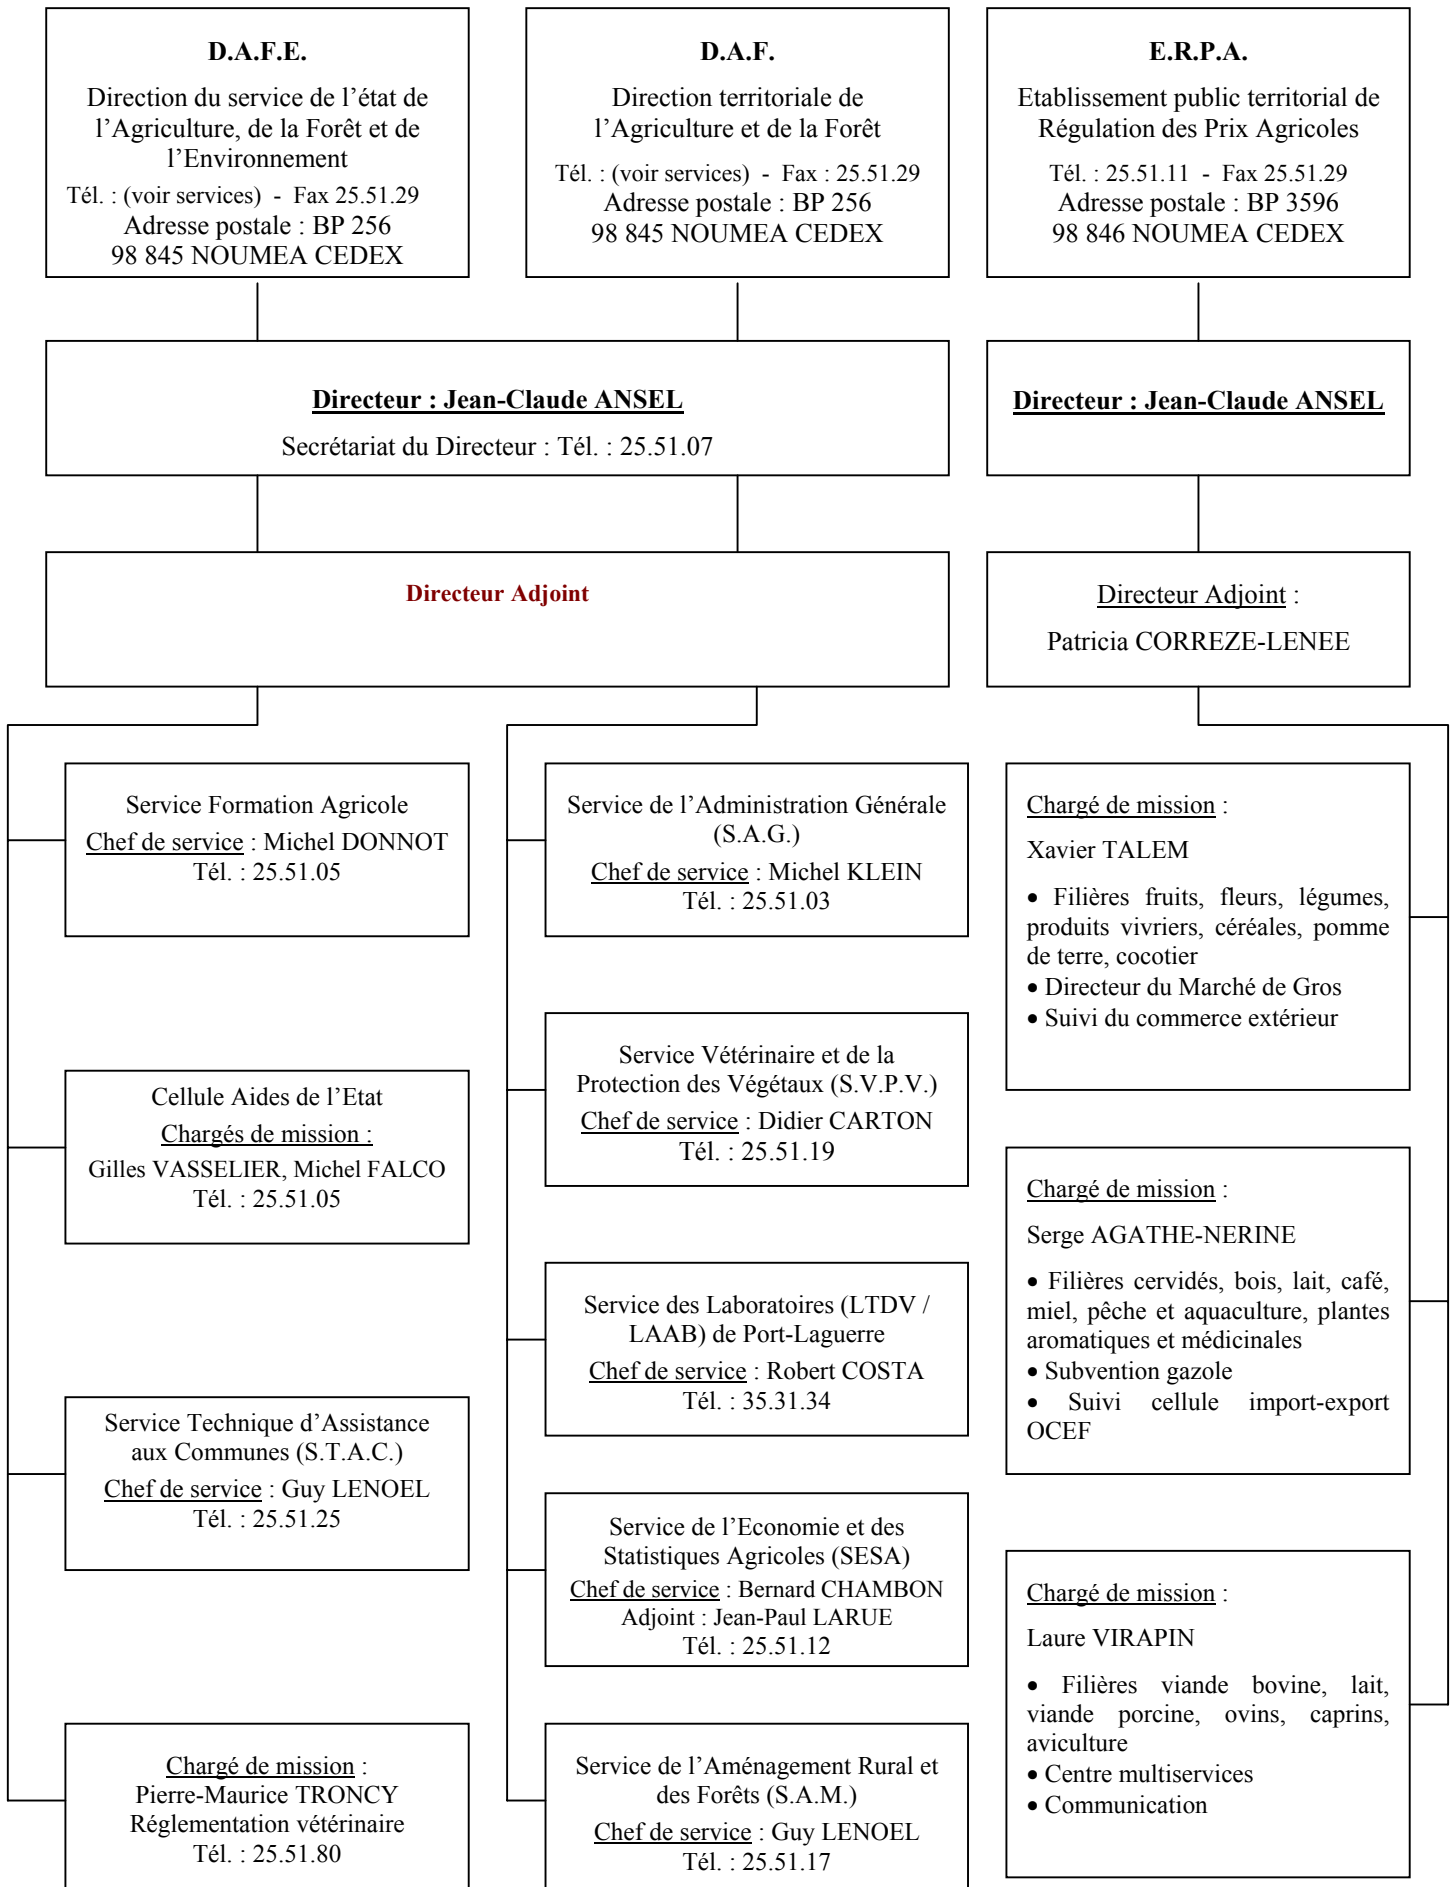 D.A.F.E.
Direction du service de l’état de
l’Agriculture, de la Forêt et de
l’Environnement
Tél. : (voir services) - Fax 25.51.29
Adresse postale : BP 256
98 845 NOUMEA CEDEX
D.A.F.
Direction territoriale de
l’Agriculture et de la Forêt
Tél. : (voir services) - Fax : 25.51.29
Adresse postale : BP 256
98 845 NOUMEA CEDEX
E.R.P.A.
Etablissement public territorial de
Régulation des Prix Agricoles
Tél. : 25.51.11 - Fax 25.51.29
Adresse postale : BP 3596
98 846 NOUMEA CEDEX
Directeur : Jean-Claude ANSEL
Secrétariat du Directeur : Tél. : 25.51.07
Directeur : Jean-Claude ANSEL
Directeur Adjoint
Directeur Adjoint :
Patricia CORREZE-LENEE
Service Formation Agricole
Chef de service : Michel DONNOT
Tél. : 25.51.05
Cellule Aides de l’Etat
Chargés de mission :
Gilles VASSELIER, Michel FALCO
Tél. : 25.51.05
Service Technique d’Assistance
aux Communes (S.T.A.C.)
Chef de service : Guy LENOEL
Tél. : 25.51.25
Chargé de mission :
Pierre-Maurice TRONCY
Réglementation vétérinaire
Tél. : 25.51.80
Service de l’Administration Générale
(S.A.G.)
Chef de service : Michel KLEIN
Tél. : 25.51.03
Service Vétérinaire et de la
Protection des Végétaux (S.V.P.V.)
Chef de service : Didier CARTON
Tél. : 25.51.19
Service des Laboratoires (LTDV /
LAAB) de Port-Laguerre
Chef de service : Robert COSTA
Tél. : 35.31.34
Service de l’Economie et des
Statistiques Agricoles (SESA)
Chef de service : Bernard CHAMBON
Adjoint : Jean-Paul LARUE
Tél. : 25.51.12
Service de l’Aménagement Rural et
des Forêts (S.A.M.)
Chef de service : Guy LENOEL
Tél. : 25.51.17
Chargé de mission :
Xavier TALEM
• Filières fruits, fleurs, légumes,
produits vivriers, céréales, pomme
de terre, cocotier
• Directeur du Marché de Gros
• Suivi du commerce extérieur
Chargé de mission :
Serge AGATHE-NERINE
• Filières cervidés, bois, lait, café,
miel, pêche et aquaculture, plantes
aromatiques et médicinales
• Subvention gazole
• Suivi cellule import-export
OCEF
Chargé de mission :
Laure VIRAPIN
• Filières viande bovine, lait,
viande porcine, ovins, caprins,
aviculture
• Centre multiservices
• Communication